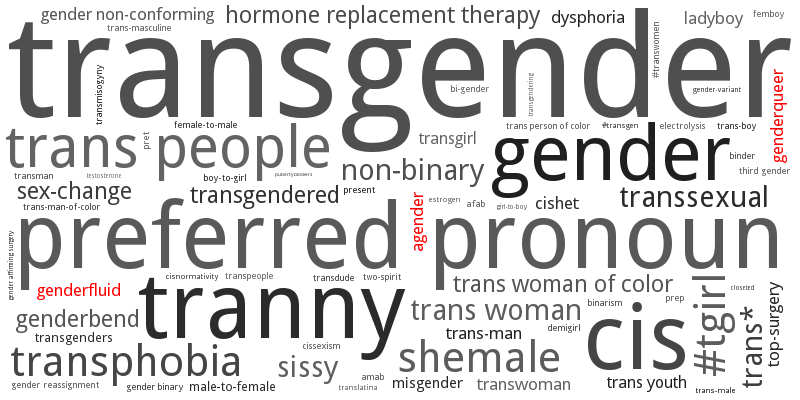 gender non-conforming
hormone replacement therapy
dysphoria
ladyboy
femboy
trans-masculine
transgender
#transwomen
transmisogyny
bi-gender
transgendering
gender-variant
genderqueer
female-to-male
pret
transgirl
trans person of color
#transgen
electrolysis
trans-boy
trans people
gender
non-binary
binder
third gender
transman
testosterone
boy-to-girl
pubertyblockers
sex-change
transgendered
present
agender
estrogen
afab
girl-to-boy
cishet
transsexual
trans-man-of-color
preferred pronoun
gender affirming surgery
cisnormativity
transpeople
transdude
two-spirit
trans woman of color
#tgirl
closeted
genderfluid
tranny
prep
genderbend
trans woman
binarism
cis
trans*
top-surgery
transgenders
trans-man
demigirl
cissexism
transphobia
sissy
shemale
gender reassignment
gender binary
male-to-female
amab
translatina
misgender
transwoman
trans youth
trans-male